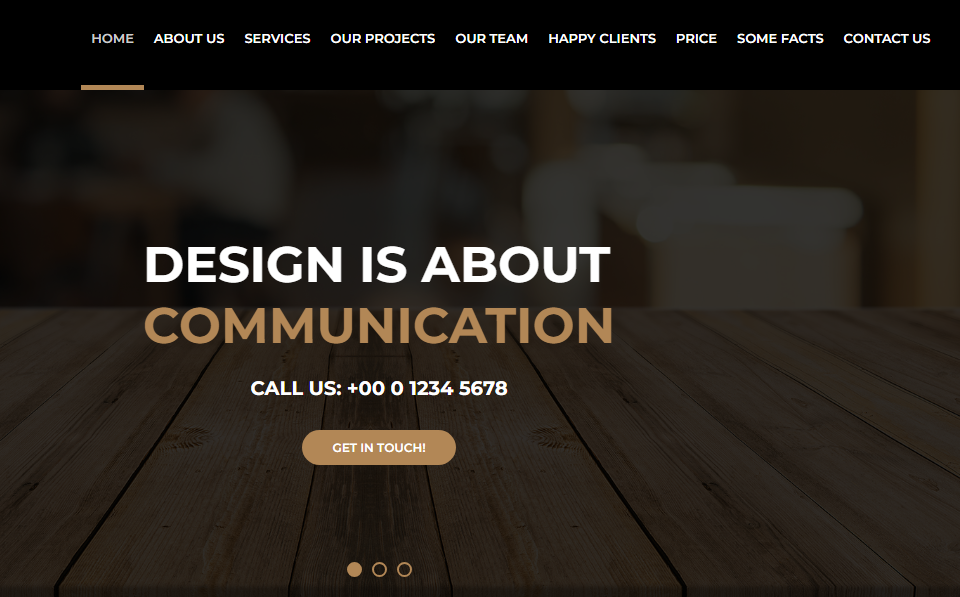 HOME ABOUT US SERVICES OUR PROJECTS OUR TEAM HAPPY CLIENTS PRICE SOME FACTS CONTACT US
DESIGN IS ABOUT
COMMUNICATION
CALL US: +00 0 1234 5678
GET IN TOUCH!